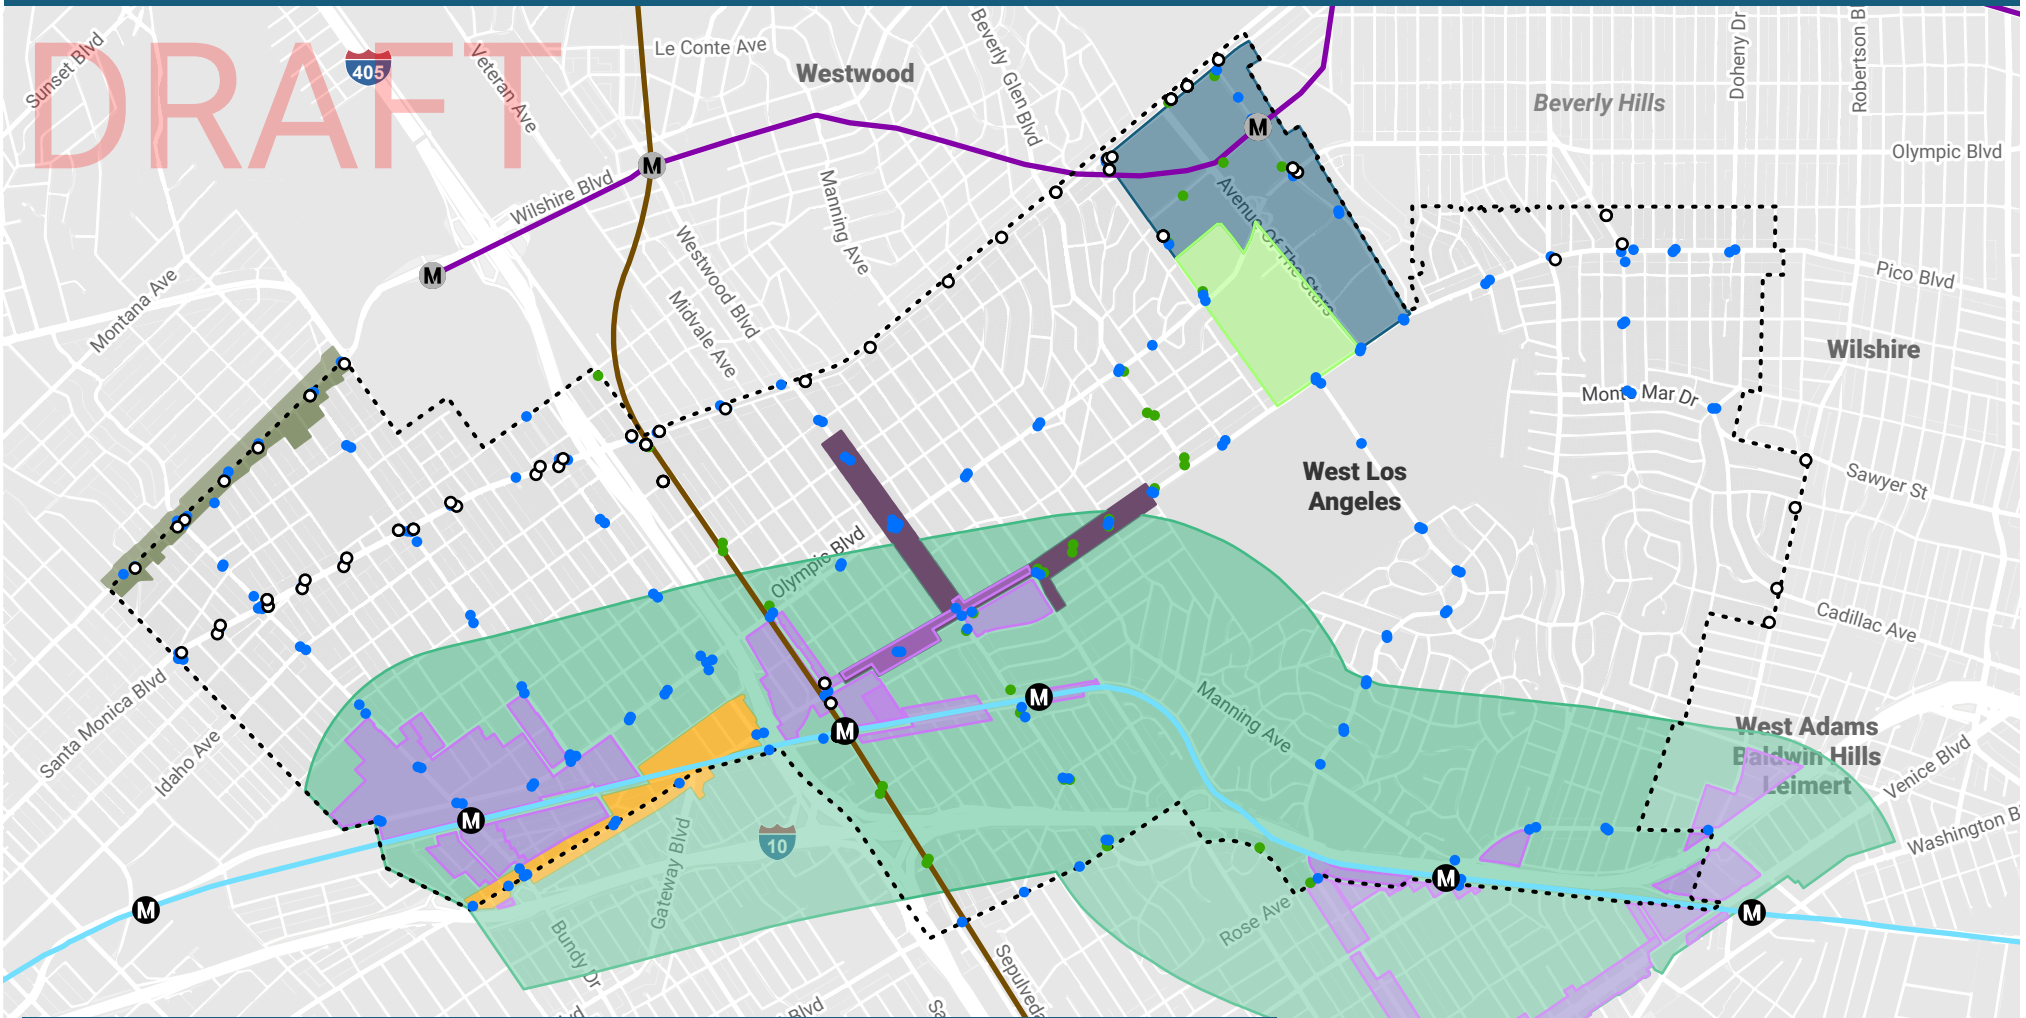 DRAFT
Sunset Blvd
405
Veteran Ave
Le Conte Ave
Westwood
Beverly Glen Blvd
Beverly Hills
Doheny Dr
Robertson B
Olympic Blvd
M
M
Wilshire Blvd
M
Manning Ave
Avenue Of The Stars
Westwood Blvd
Midvale Ave
Montana Ave
Pico Blvd
Wilshire
Monte Mar Dr
West Los
Angeles
Sawyer St
Olympic Blvd
Cadillac Ave
Santa Monica Blvd
Idaho Ave
M
M
Manning Ave
West Adams
Baldwin Hills
Leimert
Venice Blvd
Washington B
M
10
Gateway Blvd
M
M
M
Rose Ave
Bundy Dr
Sepulveda
Sa
vd
Blvd